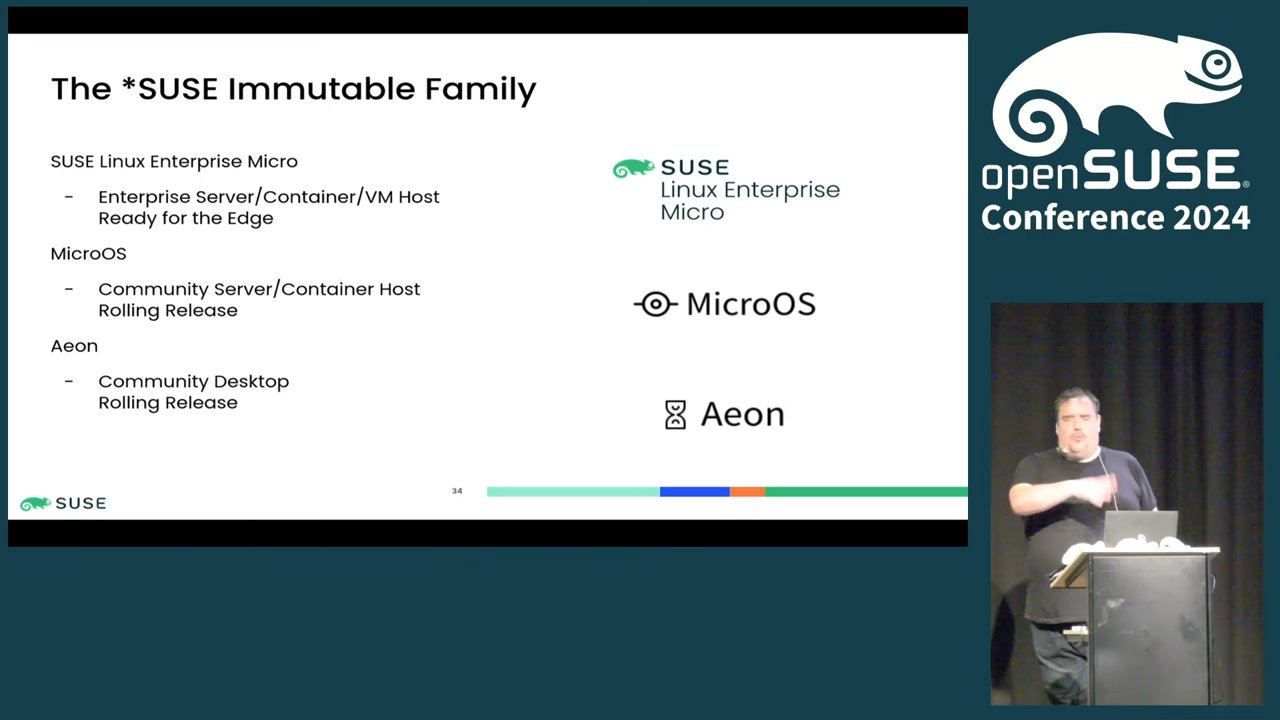 The *SUSE Immutable Family
SUSE Linux Enterprise Micro
- Enterprise Server/Container/VM Host
Ready for the Edge
MicroOS
- Community Server/Container Host
Rolling Release
Aeon
- Community Desktop
Rolling Release
SUSE
Linux Enterprise
Micro
MicroOS
Aeon
SUSE
34
openSUSE®
Conference 2024